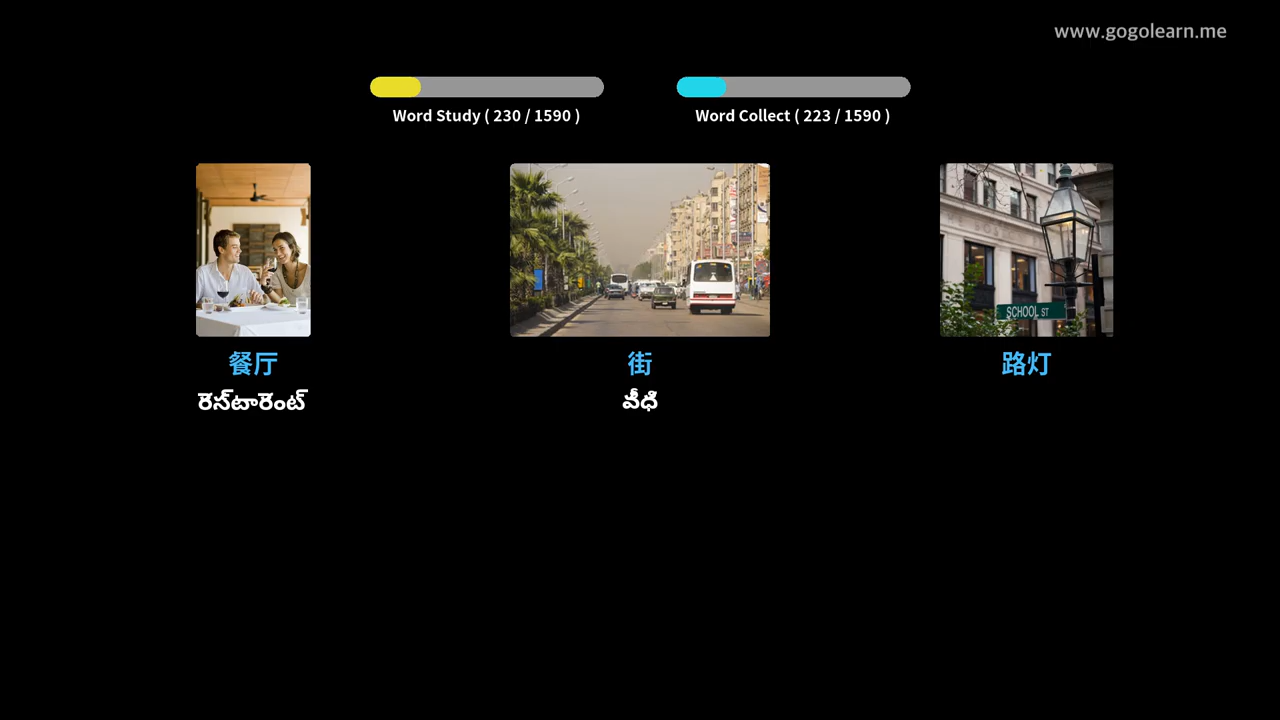 www.gogolearn.me
Word Study ( 230 / 1590 )
Word Collect ( 223 / 1590 )
SCHOOL ST
餐厅
街
路灯
రెస్టారెంట్
వీధి